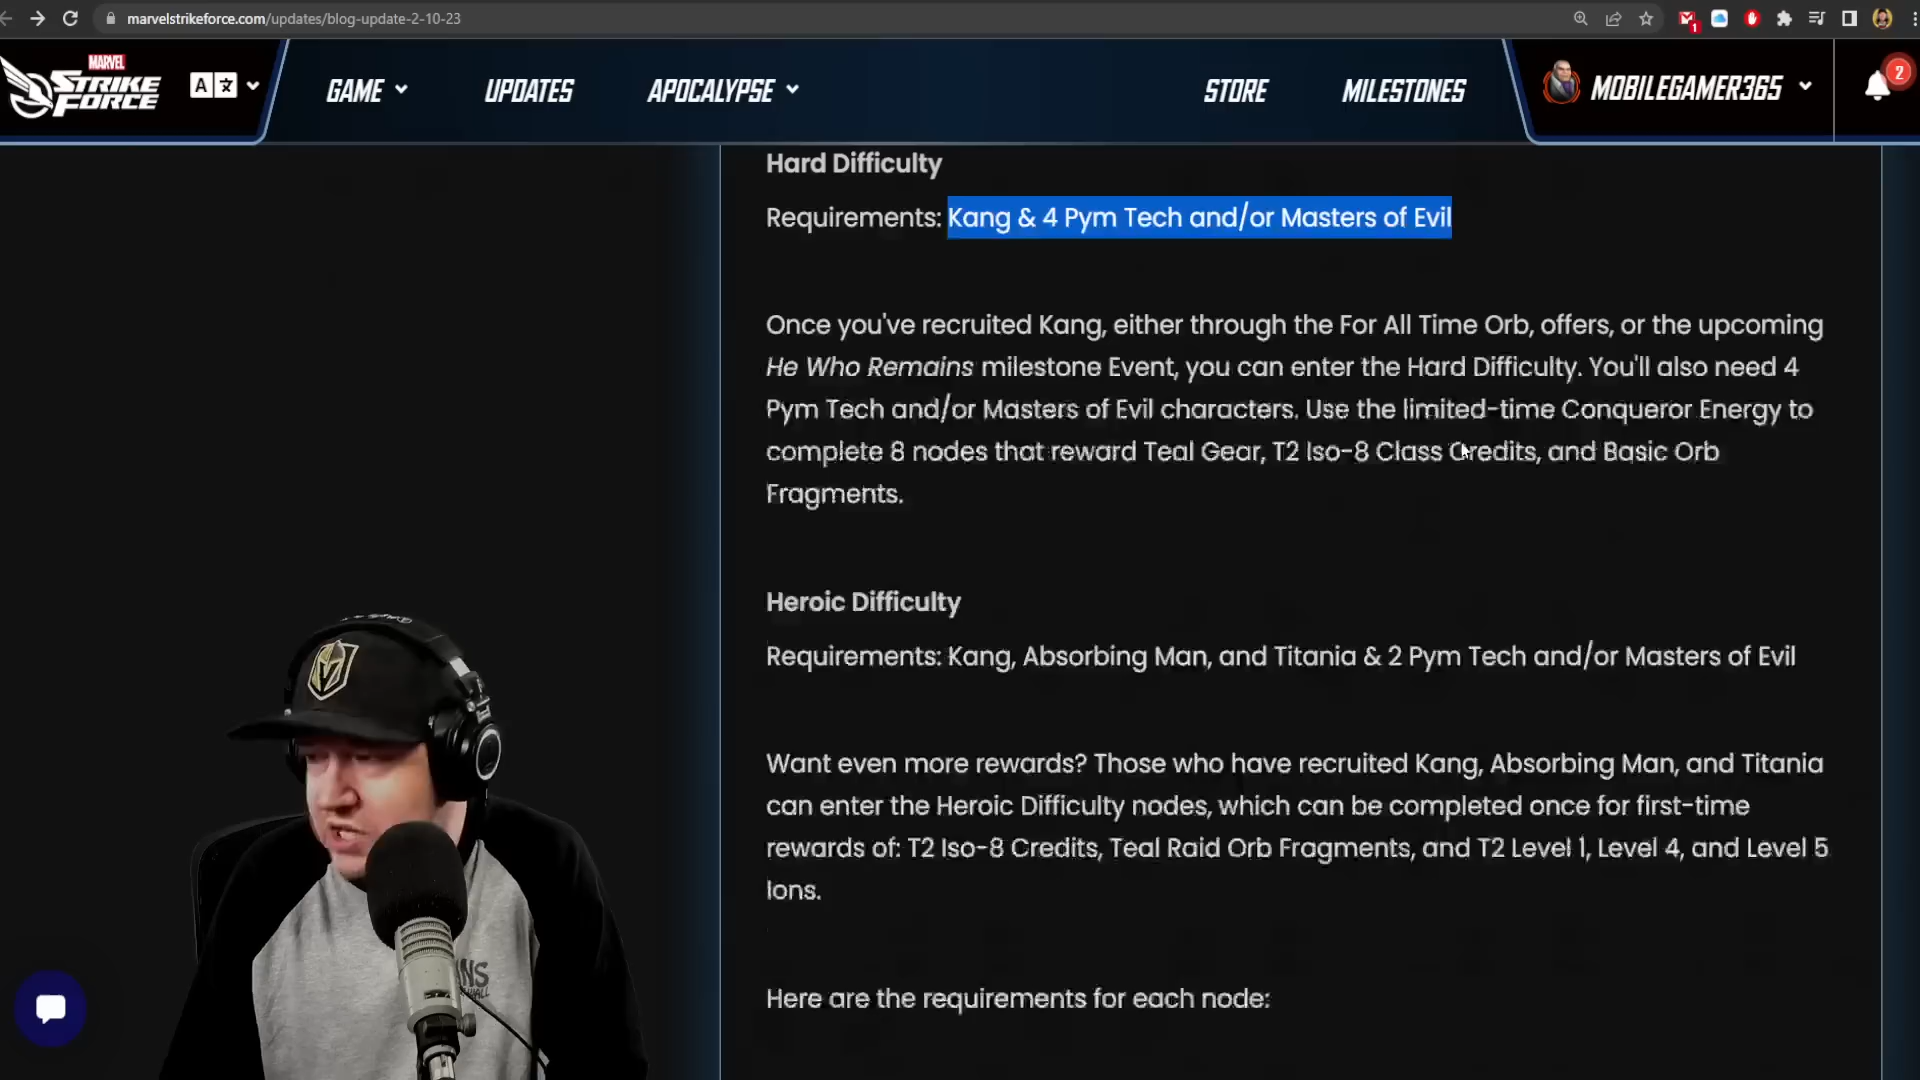 marvelstrikeforce.com/updates/blog-update-2-10-23
1
MARVEL
STRIKE
FORCE
A
GAME
UPDATES
APOCALYPSE
STORE
MILESTONES
MOBILEGAMER365
2
Hard Difficulty
Requirements: Kang & 4 Pym Tech and/or Masters of Evil
Once you've recruited Kang, either through the For All Time Orb, offers, or the upcoming
He Who Remains milestone Event, you can enter the Hard Difficulty. You'll also need 4
Pym Tech and/or Masters of Evil characters. Use the limited-time Conqueror Energy to
complete 8 nodes that reward Teal Gear, T2 Iso-8 Class Credits, and Basic Orb
Fragments.
Heroic Difficulty
Requirements: Kang, Absorbing Man, and Titania & 2 Pym Tech and/or Masters of Evil
Want even more rewards? Those who have recruited Kang, Absorbing Man, and Titania
can enter the Heroic Difficulty nodes, which can be completed once for first-time
rewards of: T2 Iso-8 Credits, Teal Raid Orb Fragments, and T2 Level 1, Level 4, and Level 5
Ions.
Here are the requirements for each node: